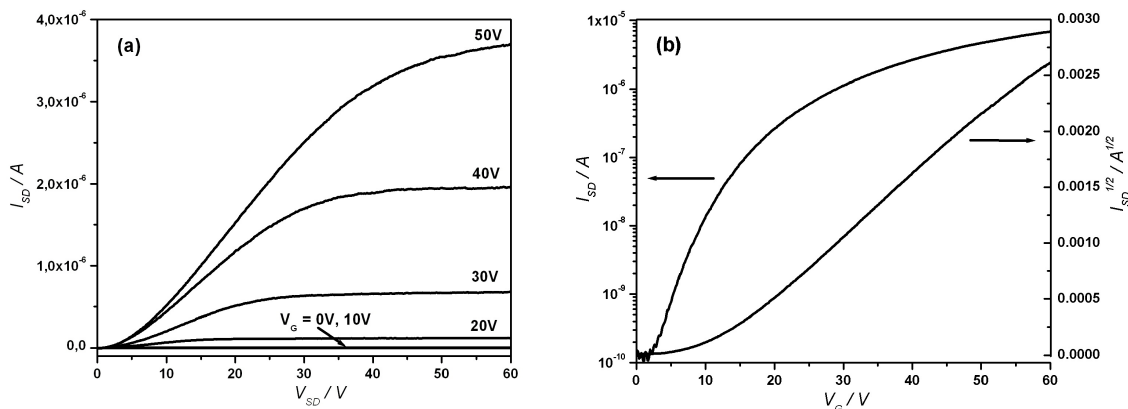 (a)
4,0x10⁻⁶
3,0x10⁻⁶
2,0x10⁻⁶
1,0x10⁻⁶
0,0
I_SD / A
50V
40V
30V
20V
V_G = 0V, 10V
0 10 20 30 40 50 60
V_SD / V
(b)
1x10⁻⁵
10⁻⁶
10⁻⁷
10⁻⁸
10⁻⁹
10⁻¹⁰
I_SD / A
0.0030
0.0025
0.0020
0.0015
0.0010
0.0005
0.0000
I_SD^1/2 / A^1/2
0 10 20 30 40 50 60
V_G / V